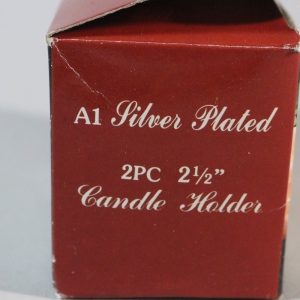 A1 Silver Plated
2PC 2½"
Candle Holder